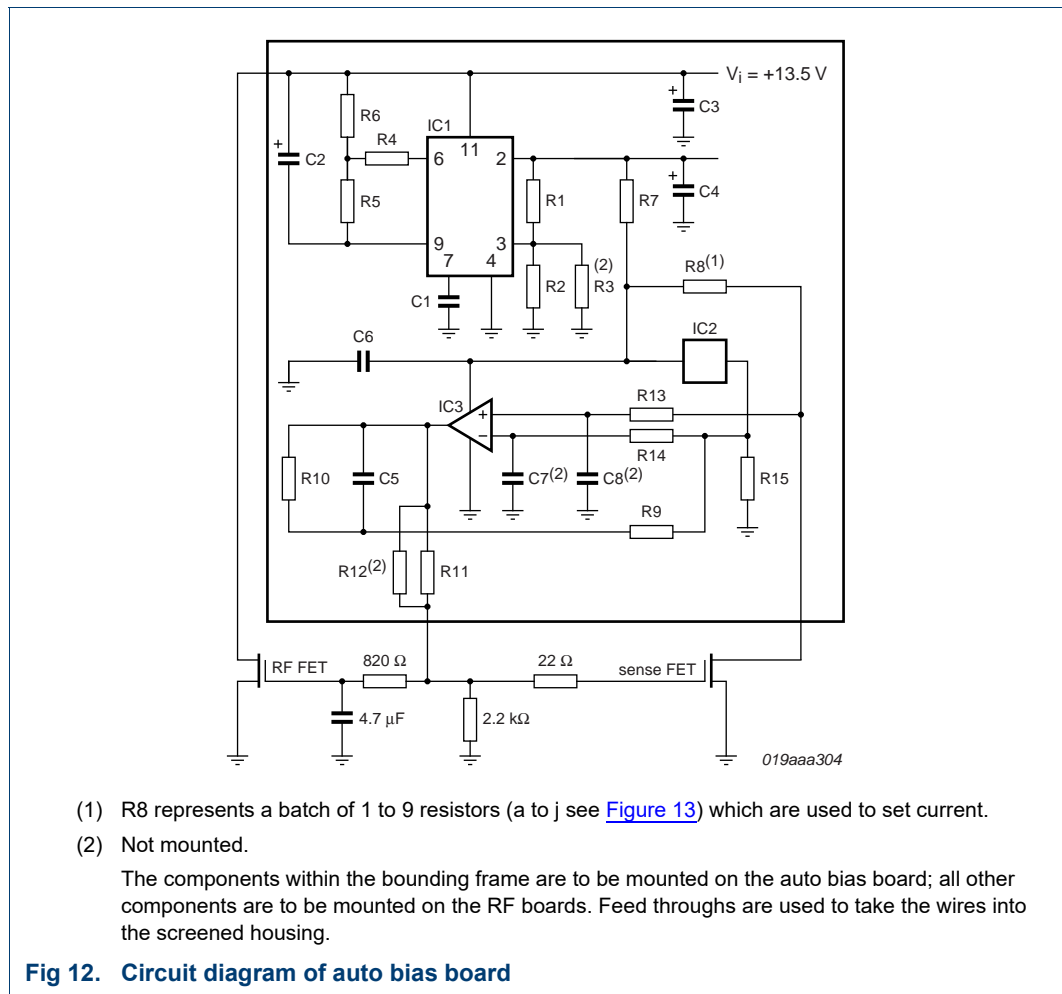 Vi = +13.5 V
+
C3
R6
IC1
R4
11
+
C2
6
2
+
C4
R5
R1
R7
9
3
(2)
R8(1)
7
4
R2
R3
C1
IC2
C6
R13
IC3
+
−
R14
R10
C5
C7(2)
C8(2)
R15
R9
R12(2)
R11
RF FET
820 Ω
22 Ω
sense FET
4.7 μF
2.2 kΩ
019aaa304
(1) R8 represents a batch of 1 to 9 resistors (a to j see Figure 13) which are used to set current.
(2) Not mounted.
The components within the bounding frame are to be mounted on the auto bias board; all other
components are to be mounted on the RF boards. Feed throughs are used to take the wires into
the screened housing.
Fig 12. Circuit diagram of auto bias board